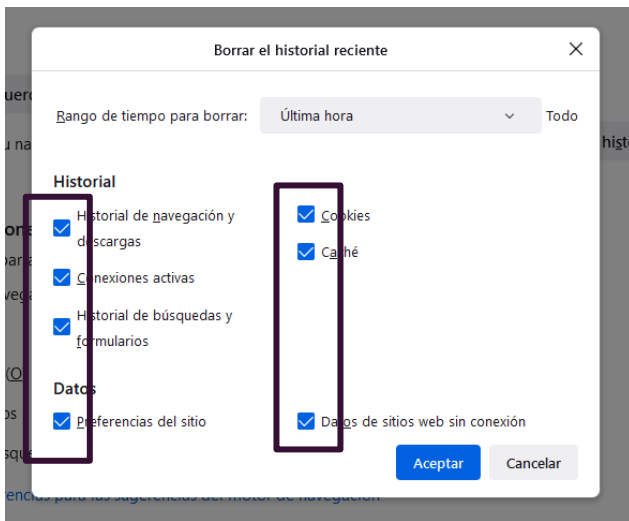 Borrar el historial reciente
Rango de tiempo para borrar: Última hora Todo
Historial
Historial de navegación y descargas
Cookies
Conexiones activas
Caché
Historial de búsquedas y formularios
Datos
Preferencias del sitio
Datos de sitios web sin conexión
Aceptar Cancelar